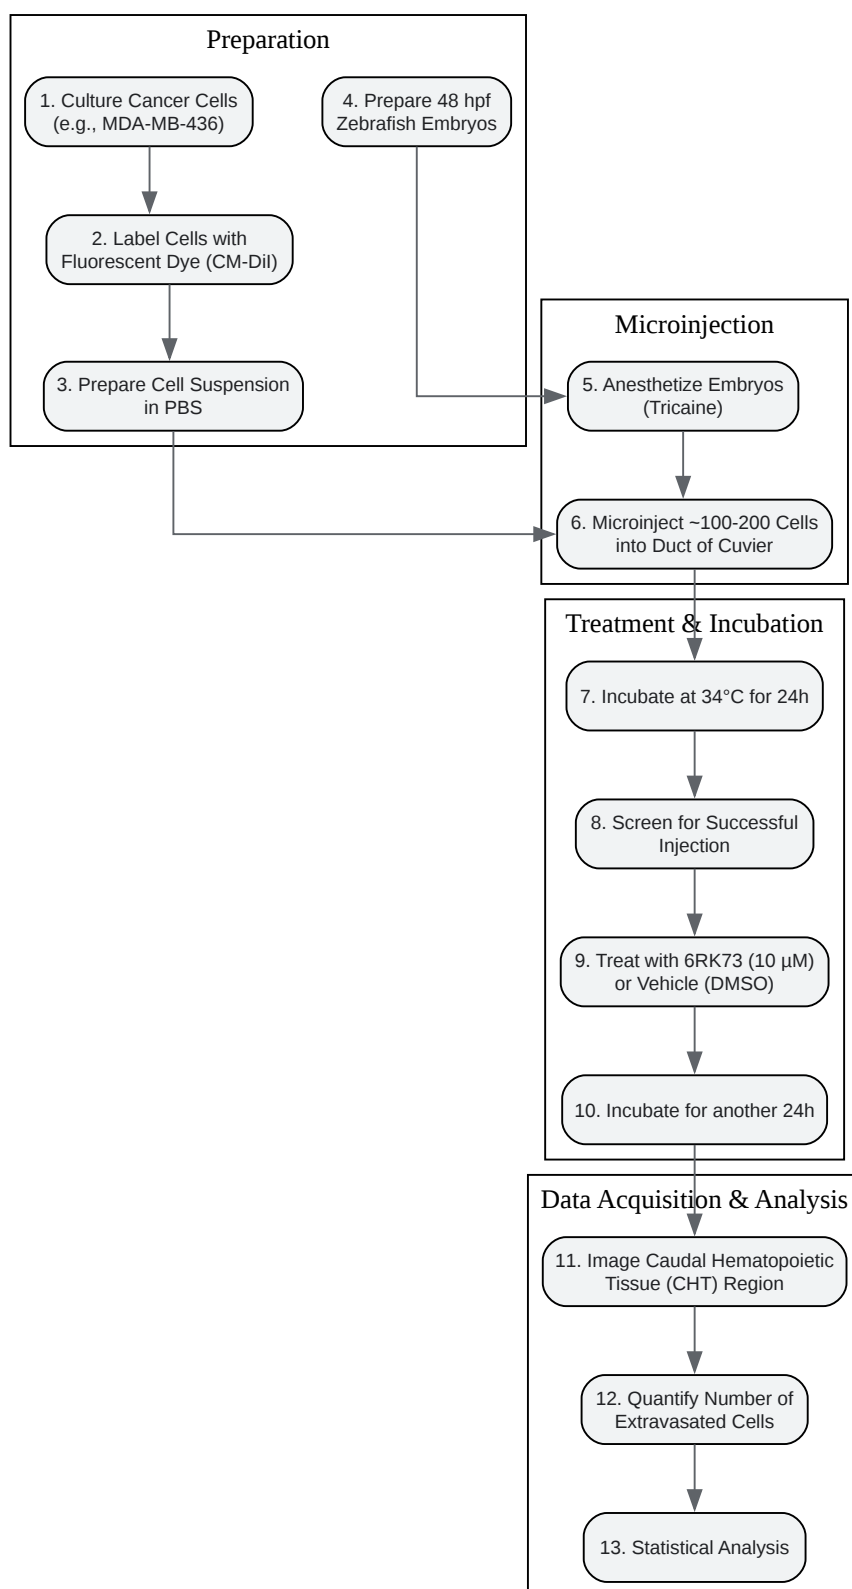 Preparation
1. Culture Cancer Cells
(e.g., MDA-MB-436)
2. Label Cells with
Fluorescent Dye (CM-DiI)
3. Prepare Cell Suspension
in PBS
4. Prepare 48 hpf
Zebrafish Embryos
Microinjection
5. Anesthetize Embryos
(Tricaine)
6. Microinject ~100-200 Cells
into Duct of Cuvier
Treatment & Incubation
7. Incubate at 34°C for 24h
8. Screen for Successful
Injection
9. Treat with 6RK73 (10 µM)
or Vehicle (DMSO)
10. Incubate for another 24h
Data Acquisition & Analysis
11. Image Caudal Hematopoietic
Tissue (CHT) Region
12. Quantify Number of
Extravasated Cells
13. Statistical Analysis